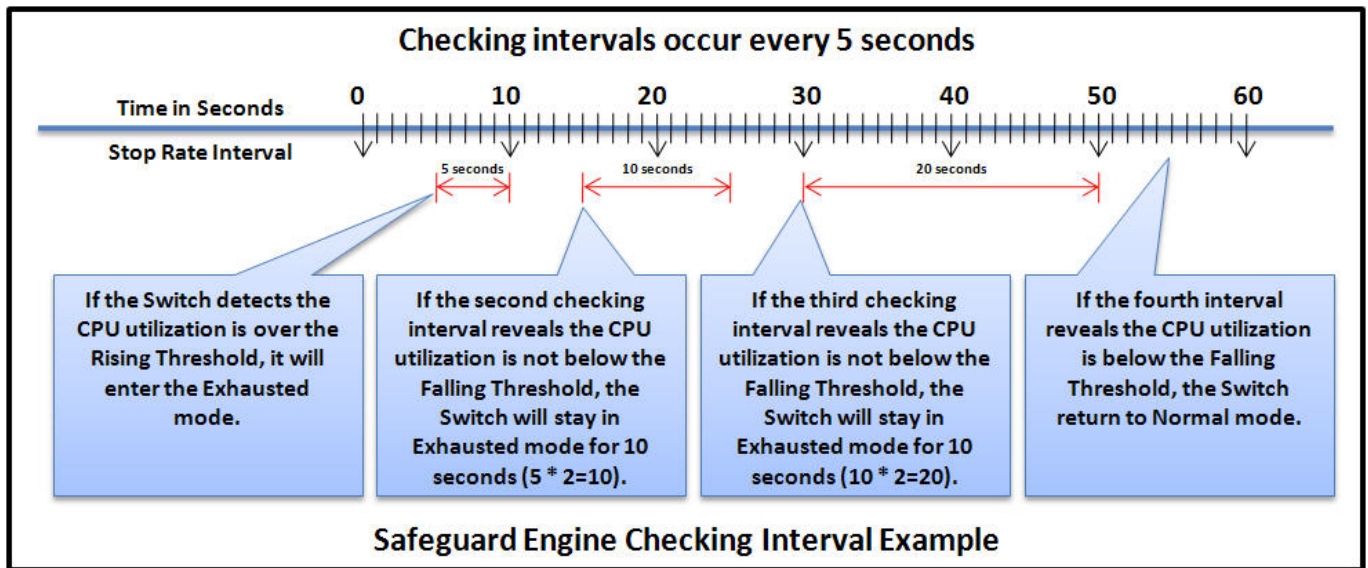 Checking intervals occur every 5 seconds
Time in Seconds
0 10 20 30 40 50 60
Stop Rate Interval
5 seconds
10 seconds
20 seconds
If the Switch detects the
CPU utilization is over the
Rising Threshold, it will
enter the Exhausted
mode.
If the second checking
interval reveals the CPU
utilization is not below the
Falling Threshold, the
Switch will stay in
Exhausted mode for 10
seconds (5 * 2=10).
If the third checking
interval reveals the CPU
utilization is not below the
Falling Threshold, the
Switch will stay in
Exhausted mode for 10
seconds (10 * 2=20).
If the fourth interval
reveals the CPU utilization
is below the Falling
Threshold, the Switch
return to Normal mode.
Safeguard Engine Checking Interval Example